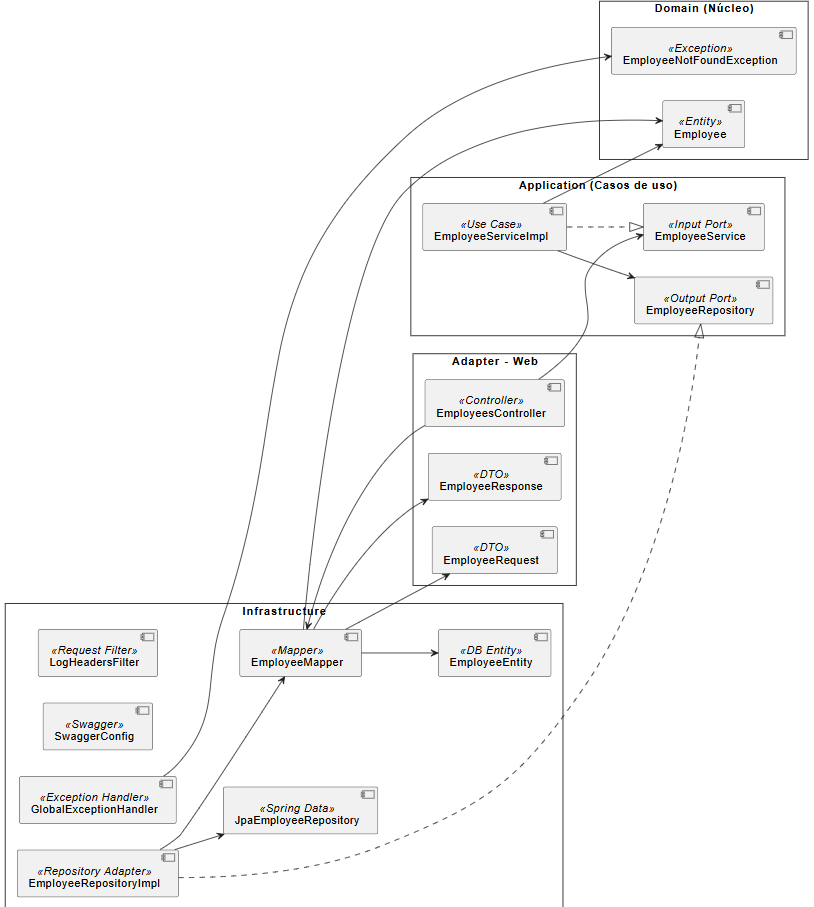 Domain (Núcleo)
«Exception»
EmployeeNotFoundException
«Entity»
Employee
Application (Casos de uso)
«Use Case»
EmployeeServiceImpl
«Input Port»
EmployeeService
«Output Port»
EmployeeRepository
Adapter - Web
«Controller»
EmployeesController
«DTO»
EmployeeResponse
«DTO»
EmployeeRequest
Infrastructure
«Request Filter»
LogHeadersFilter
«Mapper»
EmployeeMapper
«DB Entity»
EmployeeEntity
«Swagger»
SwaggerConfig
«Exception Handler»
GlobalExceptionHandler
«Spring Data»
JpaEmployeeRepository
«Repository Adapter»
EmployeeRepositoryImpl